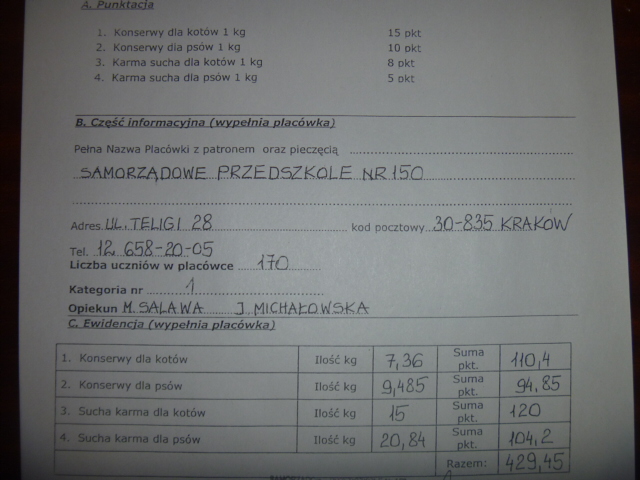 A. Punktacja
1. Konserwy dla kotów 1 kg 15 pkt
2. Konserwy dla psów 1 kg 10 pkt
3. Karma sucha dla kotów 1 kg 8 pkt
4. Karma sucha dla psów 1 kg 5 pkt
B. Część informacyjna (wypełnia placówka)
Pełna Nazwa Placówki z patronem oraz pieczęcią
SAMORZĄDOWE PRZEDSZKOLE NR 150
Adres UL. TELIGI 28 kod pocztowy 30-835 KRAKÓW
Tel. 12 658-20-05
Liczba uczniów w placówce 170
Kategoria nr 1
Opiekun M. SALAWA J. MICHAŁOWSKA
C. Ewidencja (wypełnia placówka)
1. Konserwy dla kotów Ilość kg 7,36 Suma pkt. 110,4
2. Konserwy dla psów Ilość kg 9,485 Suma pkt. 94,85
3. Sucha karma dla kotów Ilość kg 15 Suma pkt. 120
4. Sucha karma dla psów Ilość kg 20,84 Suma pkt. 104,2
Razem: 429,45